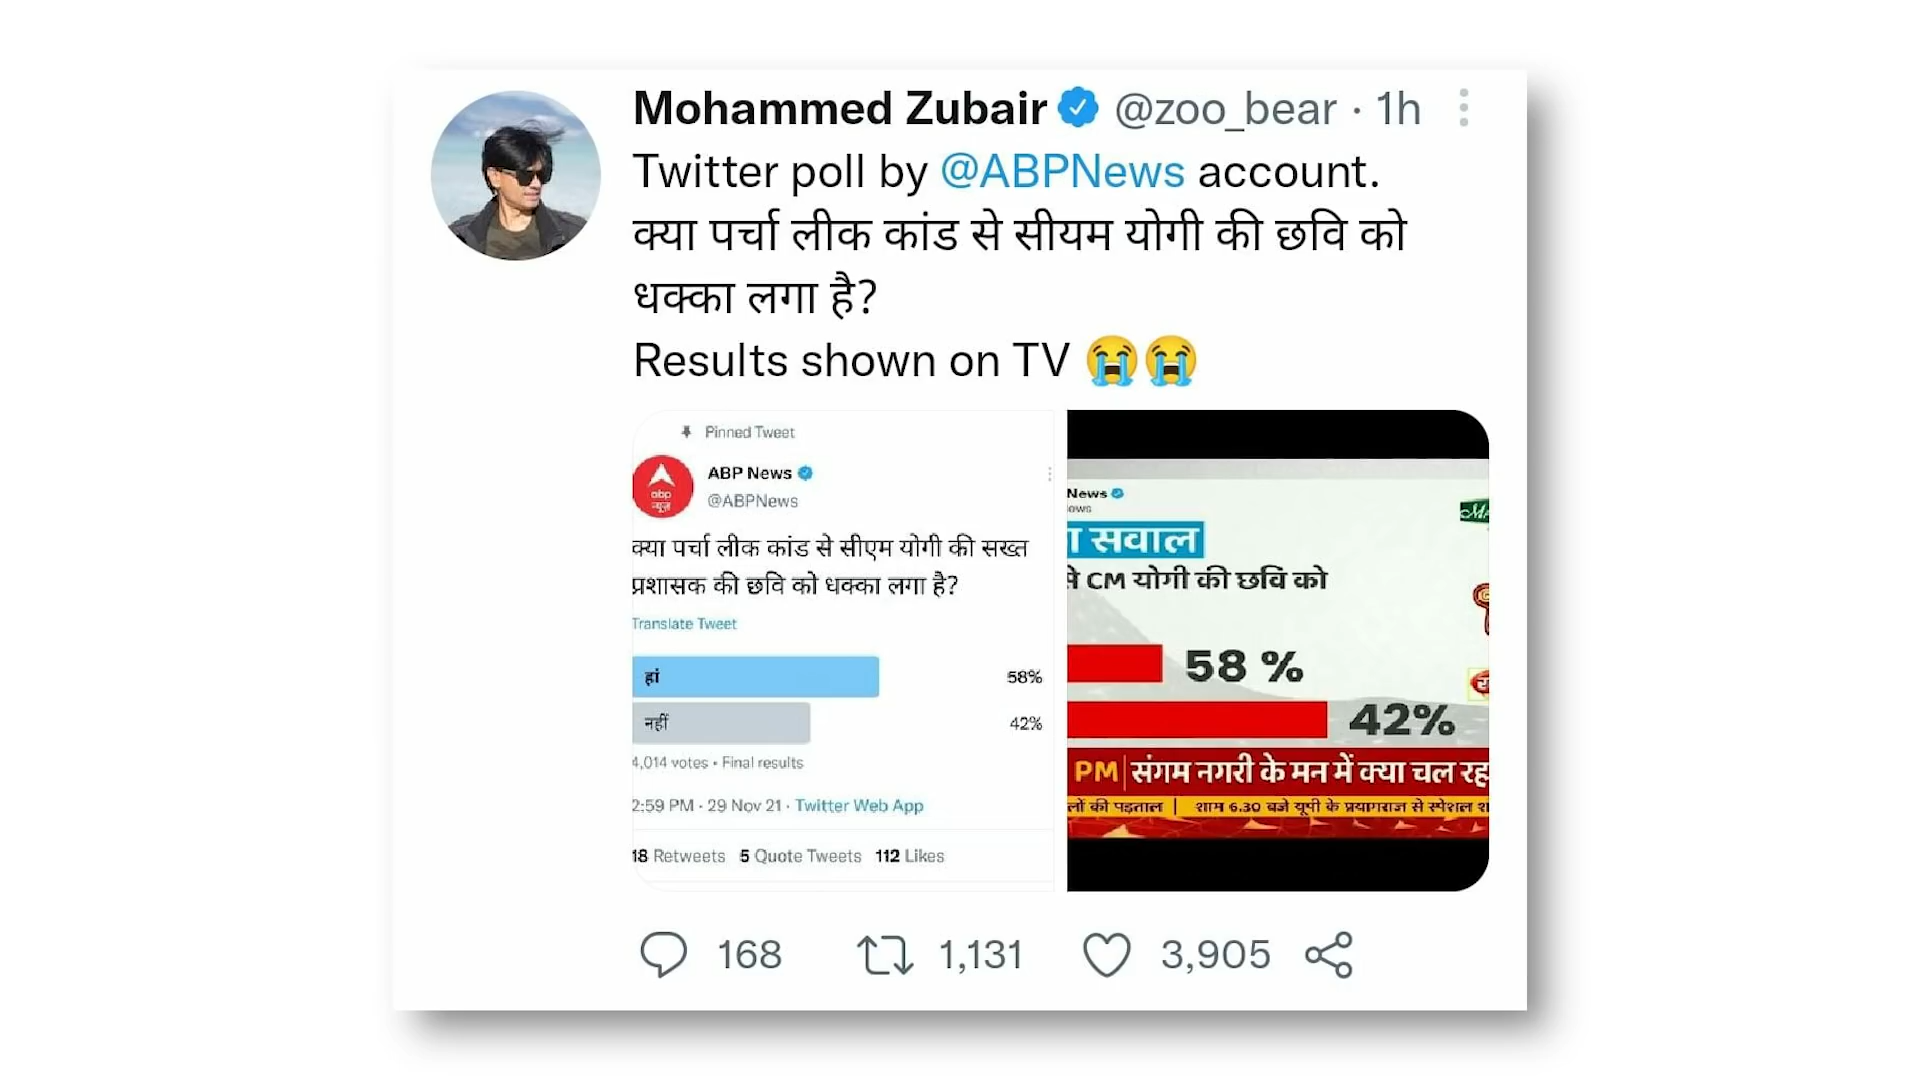 Mohammed Zubair @zoo_bear · 1h
Twitter poll by @ABPNews account.
क्या पर्चा लीक कांड से सीयम योगी की छवि को
धक्का लगा है?
Results shown on TV 😭😭
Pinned Tweet
ABP News
@ABPNews
abp
न्यूज़
क्या पर्चा लीक कांड से सीएम योगी की सख्त
प्रशासक की छवि को धक्का लगा है?
Translate Tweet
हां 58%
नहीं 42%
4,014 votes • Final results
2:59 PM · 29 Nov 21 · Twitter Web App
18 Retweets 5 Quote Tweets 112 Likes
News
ows
सवाल
से CM योगी की छवि को
58 %
42%
PM | संगम नगरी के मन में क्या चल रह
लों की पड़ताल | शाम 6.30 बजे यूपी के प्रयागराज से स्पेशल श
168 1,131 3,905